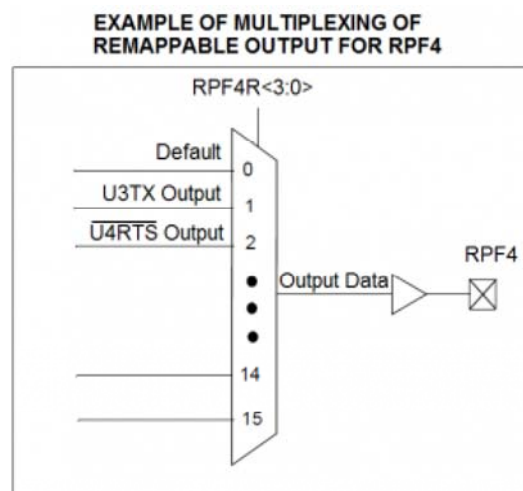 EXAMPLE OF MULTIPLEXING OF
REMAPPABLE OUTPUT FOR RPF4
RPF4R<3:0>
Default
0
U3TX Output
1
U4RTS Output
2
RPF4
Output Data
14
15